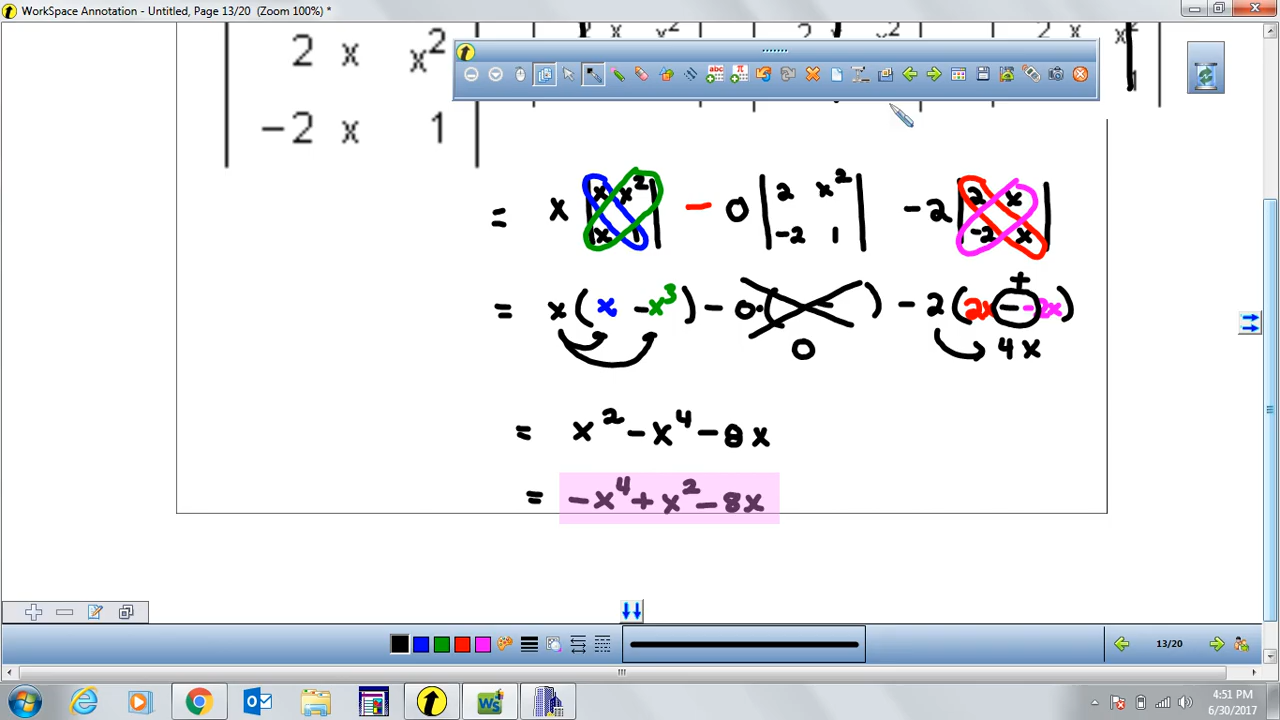 WorkSpace Annotation - Untitled, Page 13/20 (Zoom 100%) *
2 x x²
-2 x 1
= x |x x²| - 0 |2 x²| -2 |2 x|
|x 1| |-2 1| |-2 x|
+
= x(x -x³) - 0·( ) - 2(2x - -2x)
0 4x
= x² - x⁴ - 8x
= -x⁴ + x² - 8x
13/20
4:51 PM
6/30/2017